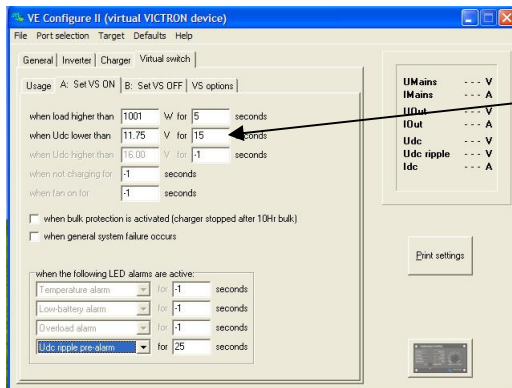 VE Configure II (virtual VICTRON device)
File Port selection Target Defaults Help
General Inverter Charger Virtual switch
Usage A: Set VS ON B: Set VS OFF VS options
when load higher than 1001 W for 5 seconds
when Udc lower than 11.75 V for 15 seconds
when Udc higher than 16.00 V for -1 seconds
when not charging for -1 seconds
when fan on for -1 seconds
when bulk protection is activated (charger stopped after 10Hr bulk)
when general system failure occurs
when the following LED alarms are active:
Temperature alarm for -1 seconds
Low-battery alarm for -1 seconds
Overload alarm for -1 seconds
Udc ripple pre-alarm for 25 seconds
UMains --- V
IMains --- A
UOut --- V
IOut --- A
Udc --- V
Udc ripple --- V
Idc --- A
Print settings